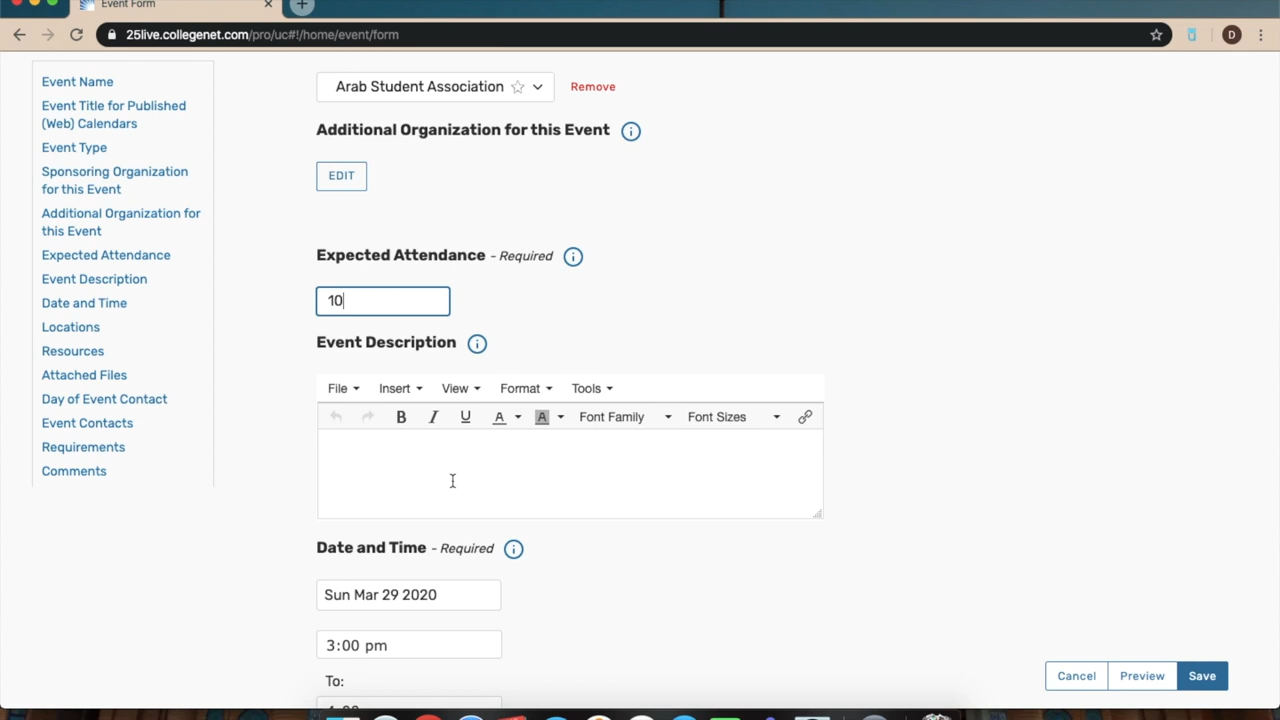 Event Form
25live.collegenet.com/pro/uc#!/home/event/form
D
Event Name
Event Title for Published
(Web) Calendars
Event Type
Sponsoring Organization
for this Event
Additional Organization for
this Event
Expected Attendance
Event Description
Date and Time
Locations
Resources
Attached Files
Day of Event Contact
Event Contacts
Requirements
Comments
Arab Student Association
Remove
Additional Organization for this Event
EDIT
Expected Attendance - Required
10
Event Description
File Insert View Format Tools
B I U A A Font Family Font Sizes
Date and Time - Required
Sun Mar 29 2020
3:00 pm
To:
Cancel Preview Save